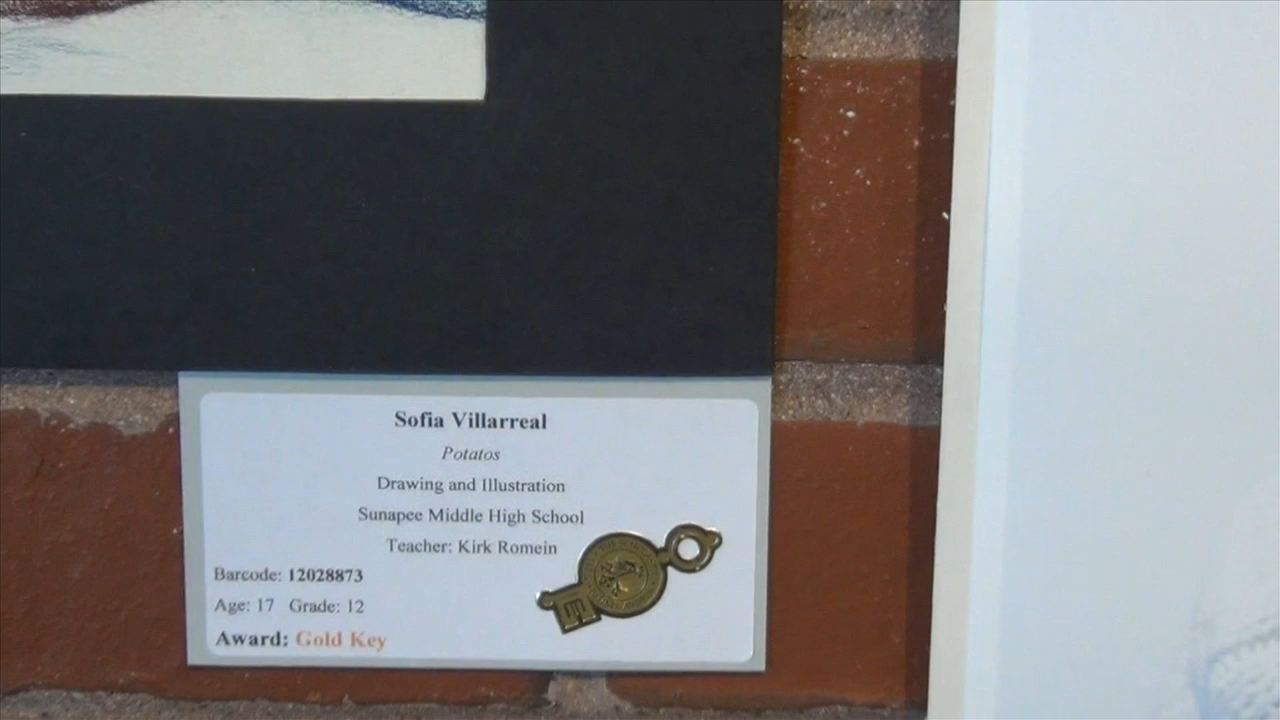 Sofia Villarreal
Potatos
Drawing and Illustration
Sunapee Middle High School
Teacher: Kirk Romein
Barcode: 12028873
Age: 17 Grade: 12
Award: Gold Key